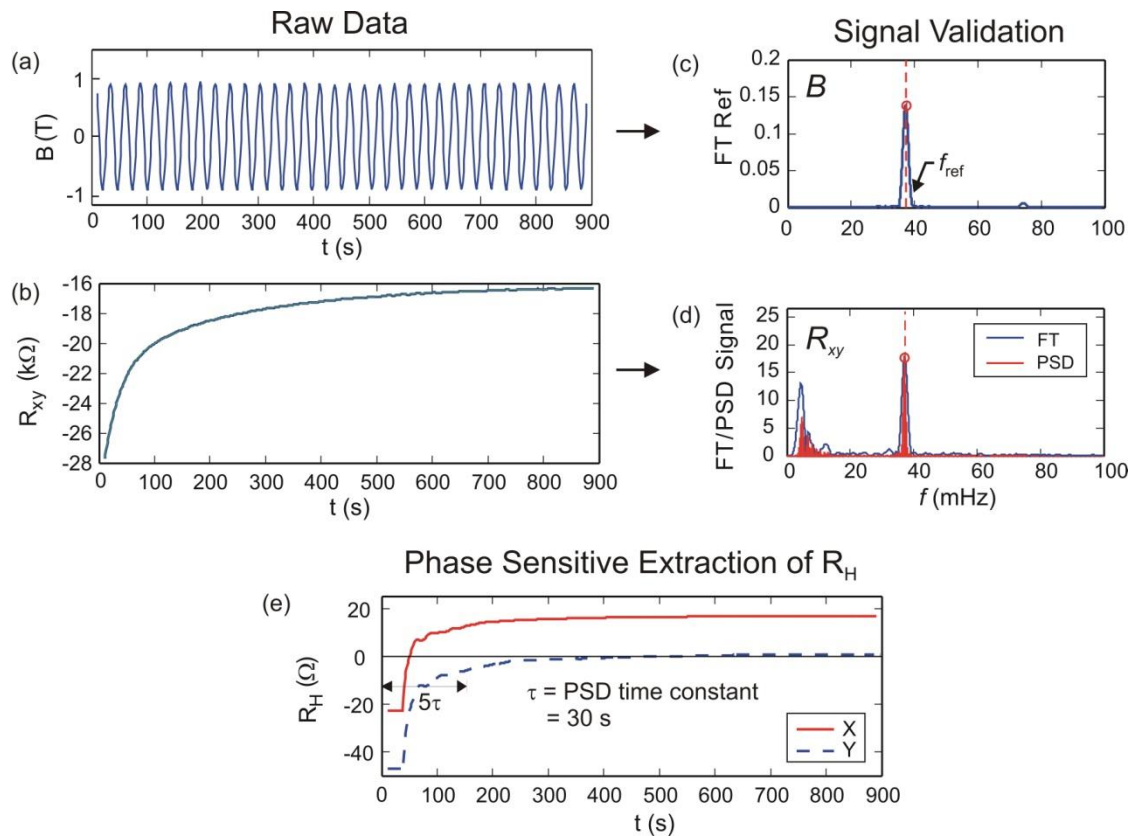 Raw Data
Signal Validation
(a)
B (T)
1
0
-1
0 100 200 300 400 500 600 700 800 900
t (s)
(c)
FT Ref
0.2
0.15
0.1
0.05
0
B
f_ref
0 20 40 60 80 100
(b)
R_xy (kΩ)
-16
-18
-20
-22
-24
-26
-28
0 100 200 300 400 500 600 700 800 900
t (s)
(d)
FT/PSD Signal
25
20
15
10
5
0
R_xy
FT
PSD
0 20 40 60 80 100
f (mHz)
Phase Sensitive Extraction of R_H
(e)
R_H (Ω)
20
0
-20
-40
5τ
τ = PSD time constant
= 30 s
X
Y
0 100 200 300 400 500 600 700 800 900
t (s)